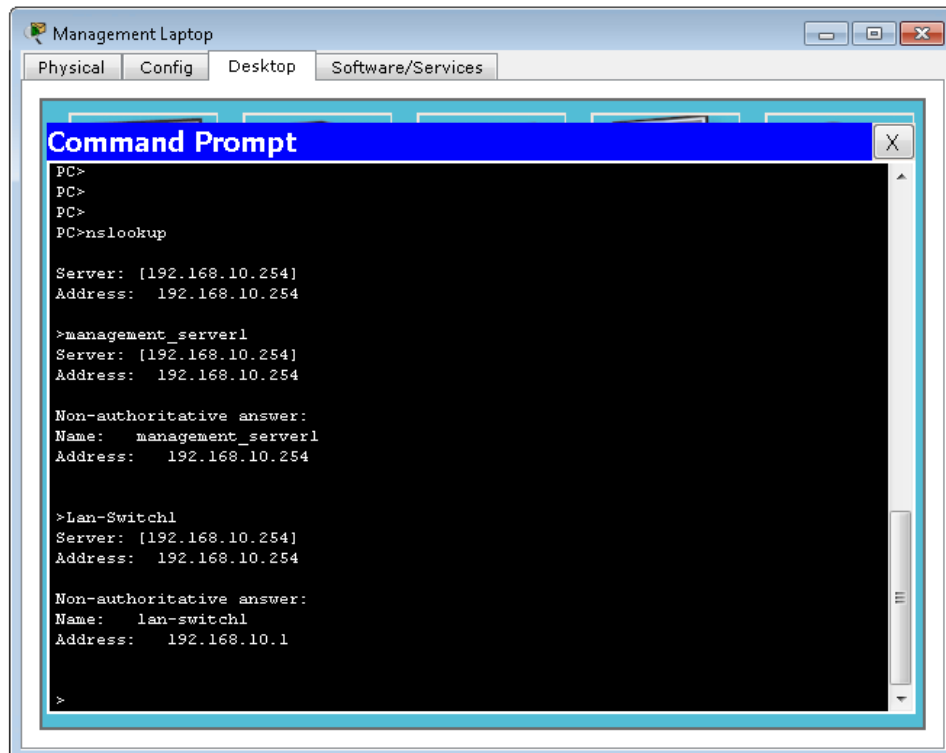 Management Laptop
Physical Config Desktop Software/Services
Command Prompt
X
PC>
PC>
PC>
PC>nslookup
Server: [192.168.10.254]
Address:  192.168.10.254
>management_server1
Server: [192.168.10.254]
Address:  192.168.10.254
Non-authoritative answer:
Name:   management_server1
Address:   192.168.10.254
>Lan-Switch1
Server: [192.168.10.254]
Address:  192.168.10.254
Non-authoritative answer:
Name:   lan-switch1
Address:   192.168.10.1
>